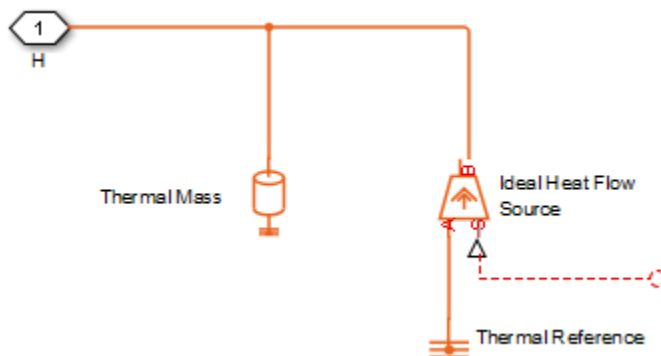 1
H
B
Thermal Mass
Ideal Heat Flow
Source
A
S
Thermal Reference